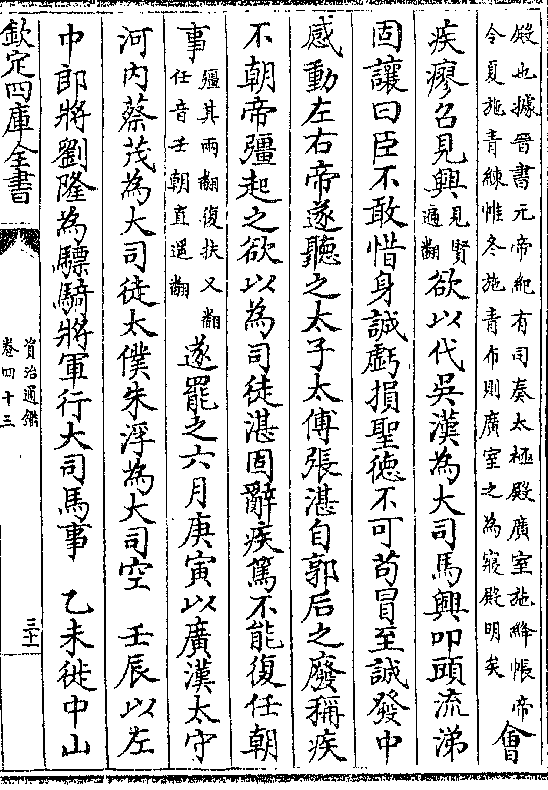 殿也據晉書元帝紀有司奏太極殿廣室施絳帳帝
令夏施青練帷冬施青布則廣室之為寢殿明矣
會
疾瘳召見興
見賢
遍翻
欲以代吳漢為大司馬興叩頭流涕
固讓曰臣不敢惜身誠虧損聖徳不可苟冒至誠發中
感動左右帝遂聽之太子太傅張湛自郭后之廢稱疾
不朝帝彊起之欲以為司徒湛固辭疾篤不能復任朝
事
彊其兩翻復扶又翻
任音壬朝直遥翻
遂罷之六月庚寅以廣漢太守
河内蔡茂為大司徒太僕朱浮為大司空 壬辰以左
中郎將劉隆為驃騎將軍行大司馬事 乙未徙中山
欽定四庫全書
資治通鑑
卷四十三
三十